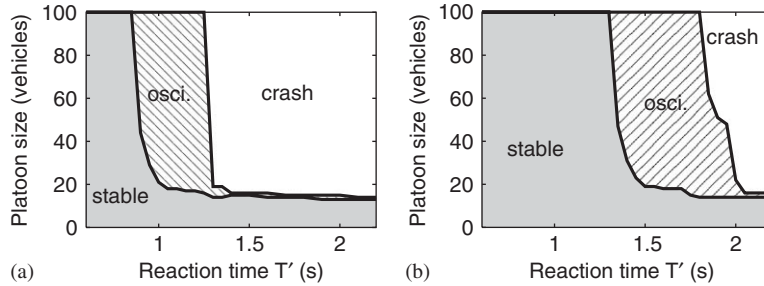 Platoon size (vehicles)
100
80
60
40
20
0
osci.
crash
stable
1
1.5
2
(a)
Reaction time T′ (s)
Platoon size (vehicles)
100
80
60
40
20
0
crash
osci.
stable
1
1.5
2
(b)
Reaction time T′ (s)